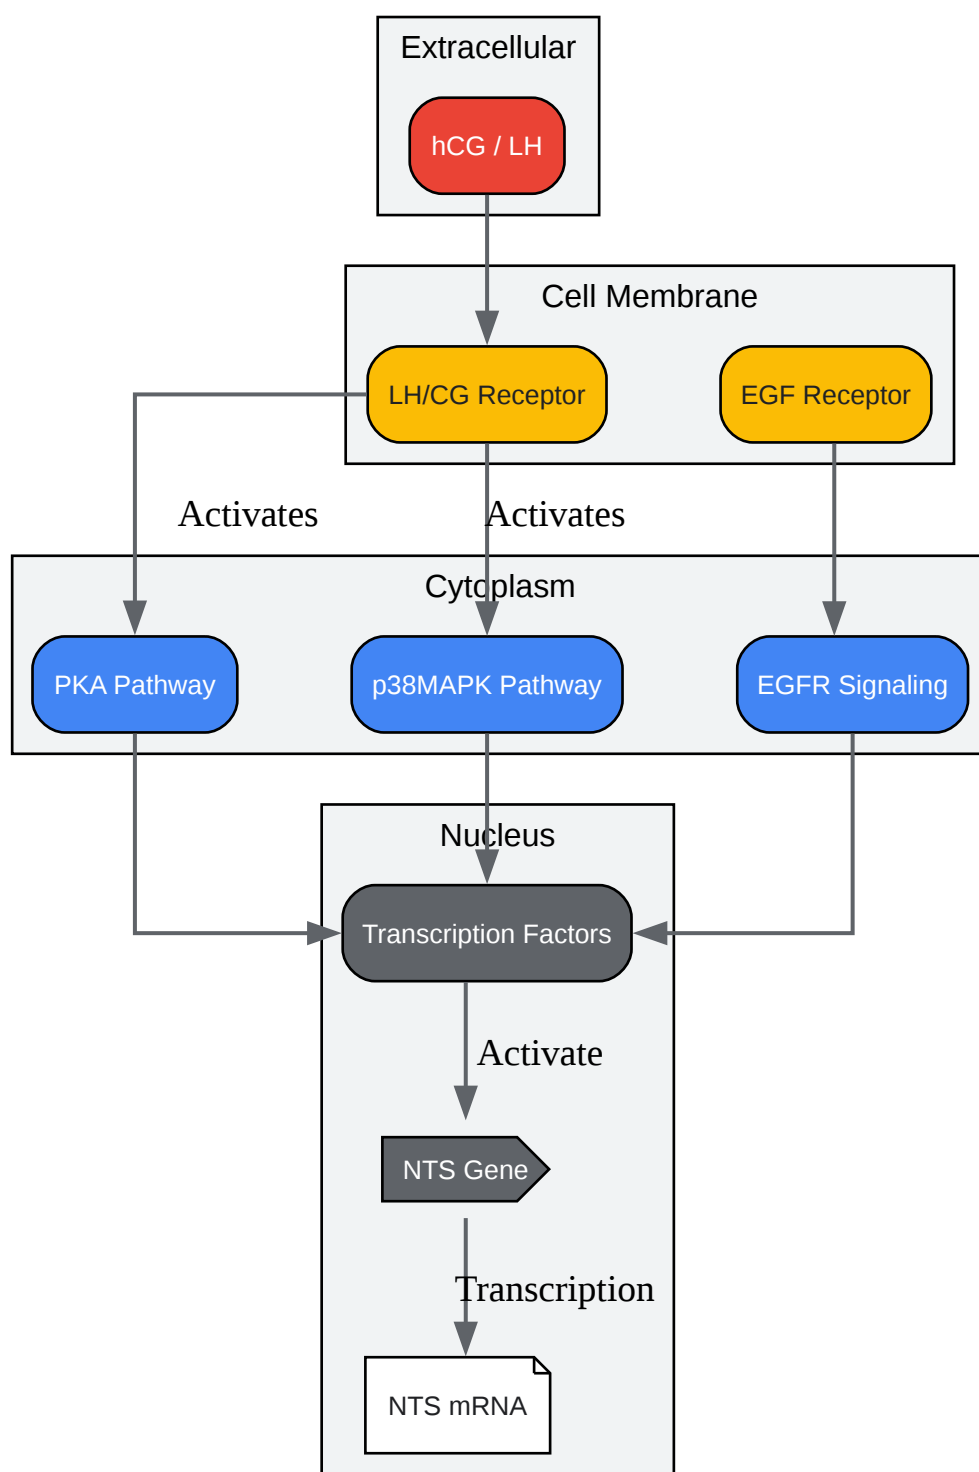 Extracellular
hCG / LH
Cell Membrane
LH/CG Receptor
EGF Receptor
Activates
Activates
Cytoplasm
PKA Pathway
p38MAPK Pathway
EGFR Signaling
Nucleus
Transcription Factors
Activate
NTS Gene
Transcription
NTS mRNA